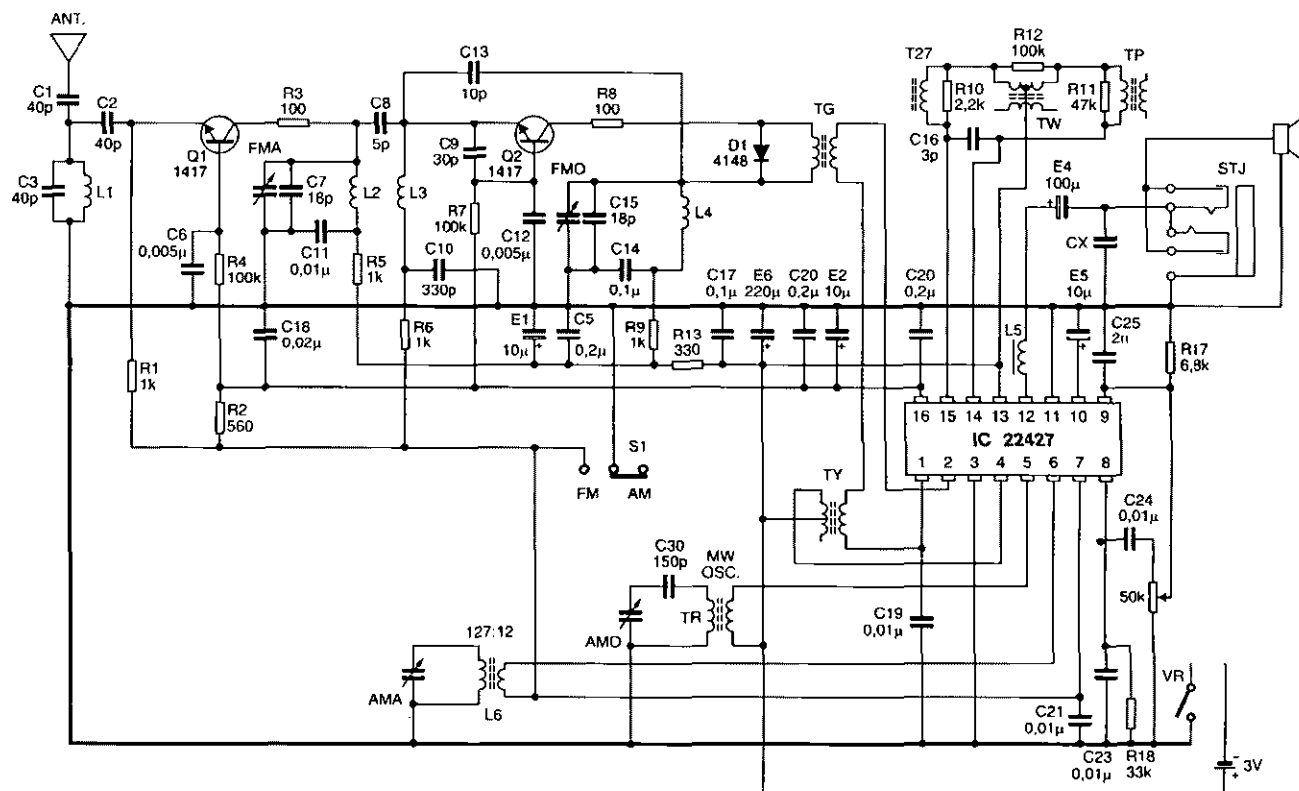 ANT.
C1
40p
C2
40p
C3
40p
L1
Q1
1417
R3
100
C8
5p
FMA
C7
18p
L2
C6
0,005µ
R4
100k
C11
0,01µ
R5
1k
C13
10p
L3
C9
30p
Q2
1417
R8
100
R7
100k
C12
0,005µ
FMO
C15
18p
C10
330p
C14
0,1µ
L4
D1
4148
TG
T27
R10
2,2k
R12
100k
TW
R11
47k
TP
C16
3p
E4
100µ
STJ
CX
C18
0,02µ
R1
1k
R2
560
R6
1k
E1
10µ
C5
0,2µ
R9
1k
R13
330
C17
0,1µ
E6
220µ
C20
0,2µ
E2
10µ
C20
0,2µ
L5
E5
10µ
C25
2µ
R17
6,8k
16 15 14 13 12 11 10 9
IC 22427
1 2 3 4 5 6 7 8
S1
FM
AM
TY
C24
0,01µ
50k
C30
150p
MW
OSC.
TR
AMO
C19
0,01µ
127:12
AMA
L6
C21
0,01µ
C23
0,01µ
R18
33k
VR
-
+
3V